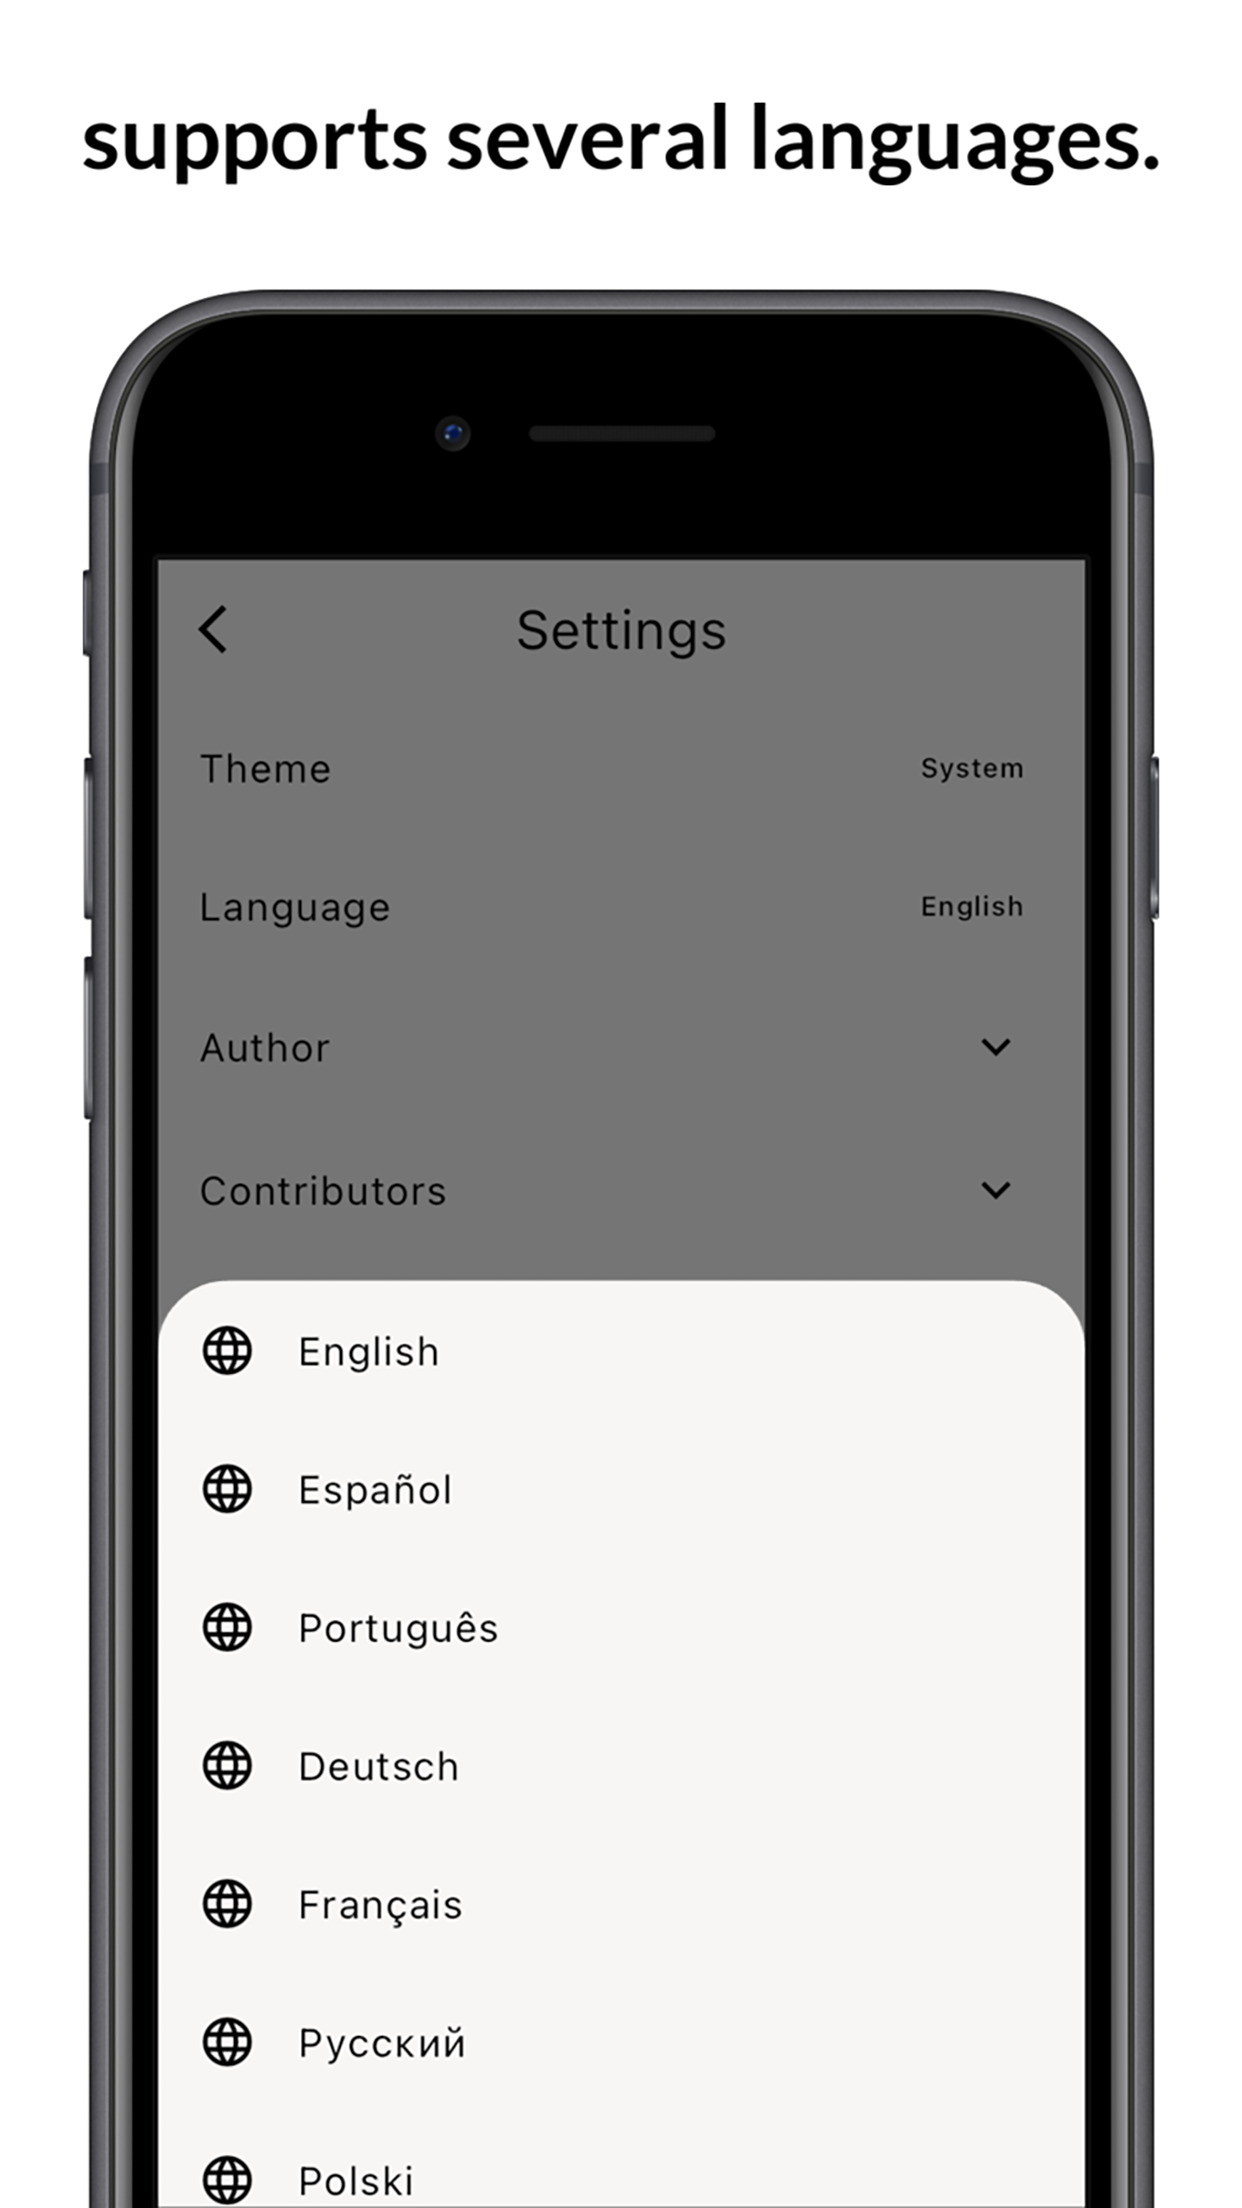 supports several languages.
Settings
Theme System
Language English
Author
Contributors
English
Español
Português
Deutsch
Français
Русский
Polski